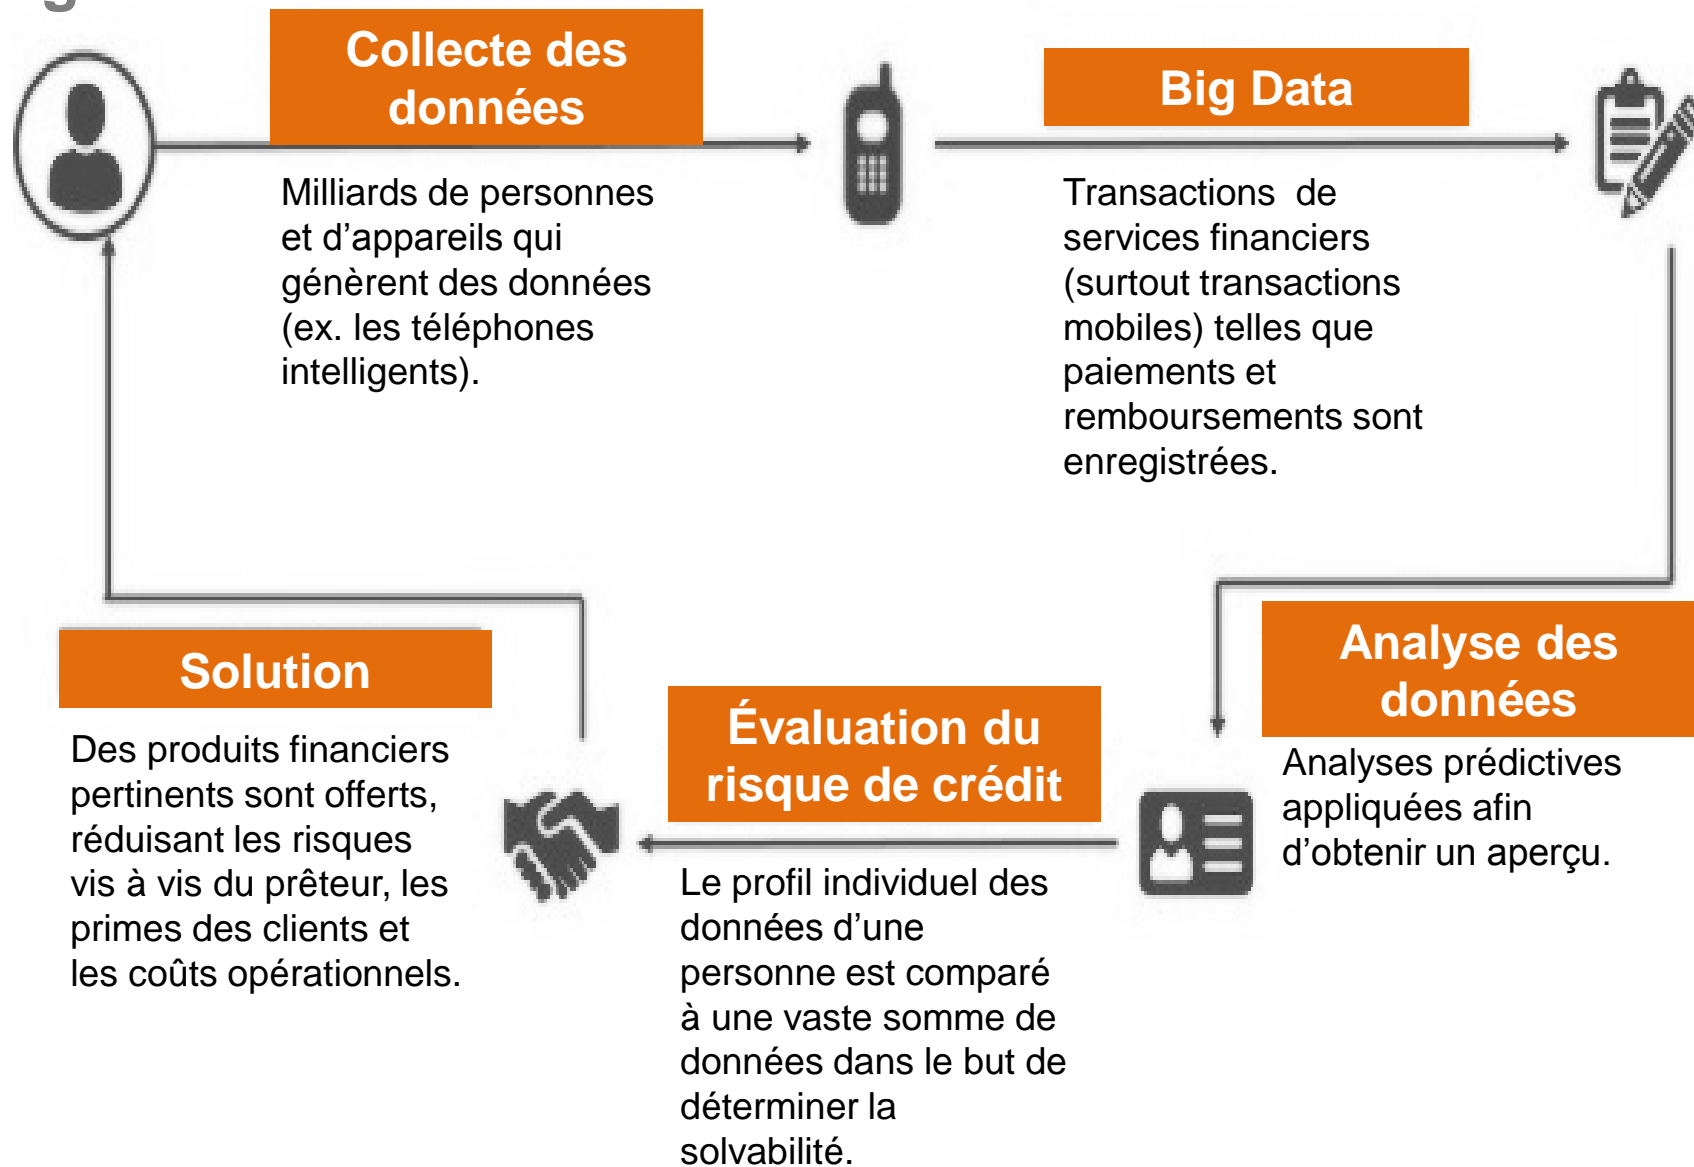 g
Collecte des
données
Milliards de personnes
et d’appareils qui
génèrent des données
(ex. les téléphones
intelligents).
Big Data
Transactions de
services financiers
(surtout transactions
mobiles) telles que
paiements et
remboursements sont
enregistrées.
Analyse des
données
Analyses prédictives
appliquées afin
d’obtenir un aperçu.
Évaluation du
risque de crédit
Le profil individuel des
données d’une
personne est comparé
à une vaste somme de
données dans le but de
déterminer la
solvabilité.
Solution
Des produits financiers
pertinents sont offerts,
réduisant les risques
vis à vis du prêteur, les
primes des clients et
les coûts opérationnels.